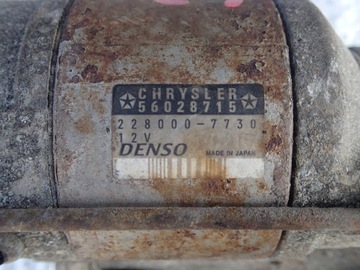 CHRYSLER
56028715
228000-7730
12V
DENSO MADE IN JAPAN